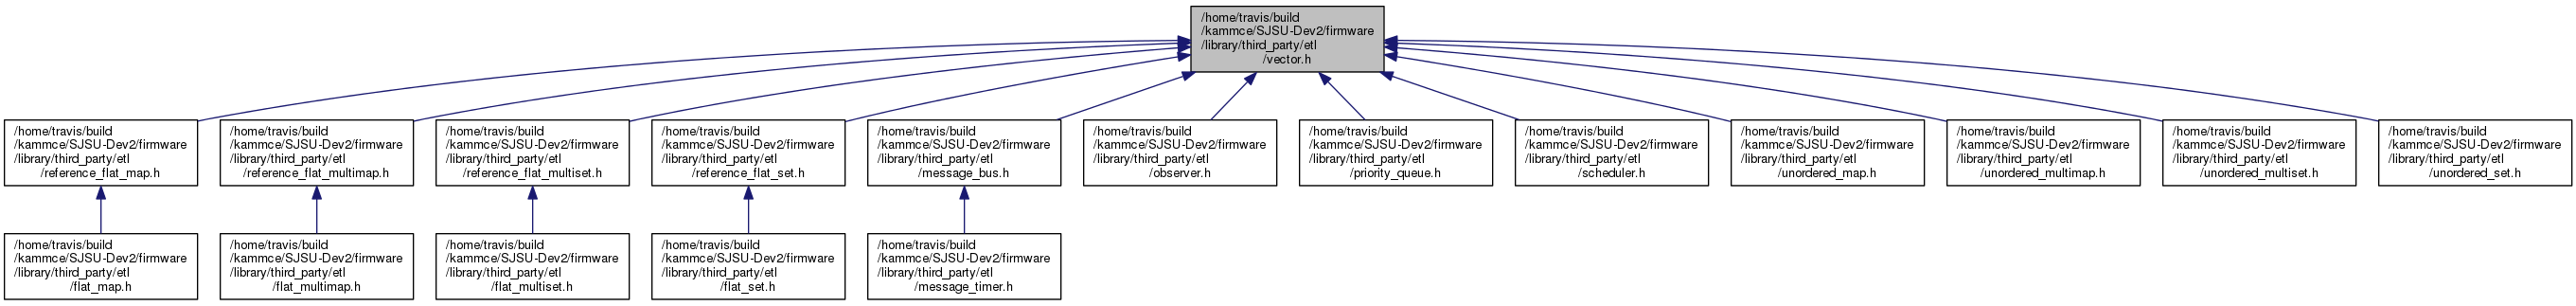 /home/travis/build
/kammce/SJSU-Dev2/firmware
/library/third_party/etl
/vector.h
/home/travis/build
/kammce/SJSU-Dev2/firmware
/library/third_party/etl
/reference_flat_map.h
/home/travis/build
/kammce/SJSU-Dev2/firmware
/library/third_party/etl
/reference_flat_multimap.h
/home/travis/build
/kammce/SJSU-Dev2/firmware
/library/third_party/etl
/reference_flat_multiset.h
/home/travis/build
/kammce/SJSU-Dev2/firmware
/library/third_party/etl
/reference_flat_set.h
/home/travis/build
/kammce/SJSU-Dev2/firmware
/library/third_party/etl
/message_bus.h
/home/travis/build
/kammce/SJSU-Dev2/firmware
/library/third_party/etl
/observer.h
/home/travis/build
/kammce/SJSU-Dev2/firmware
/library/third_party/etl
/priority_queue.h
/home/travis/build
/kammce/SJSU-Dev2/firmware
/library/third_party/etl
/scheduler.h
/home/travis/build
/kammce/SJSU-Dev2/firmware
/library/third_party/etl
/unordered_map.h
/home/travis/build
/kammce/SJSU-Dev2/firmware
/library/third_party/etl
/unordered_multimap.h
/home/travis/build
/kammce/SJSU-Dev2/firmware
/library/third_party/etl
/unordered_multiset.h
/home/travis/build
/kammce/SJSU-Dev2/firmware
/library/third_party/etl
/unordered_set.h
/home/travis/build
/kammce/SJSU-Dev2/firmware
/library/third_party/etl
/flat_map.h
/home/travis/build
/kammce/SJSU-Dev2/firmware
/library/third_party/etl
/flat_multimap.h
/home/travis/build
/kammce/SJSU-Dev2/firmware
/library/third_party/etl
/flat_multiset.h
/home/travis/build
/kammce/SJSU-Dev2/firmware
/library/third_party/etl
/flat_set.h
/home/travis/build
/kammce/SJSU-Dev2/firmware
/library/third_party/etl
/message_timer.h